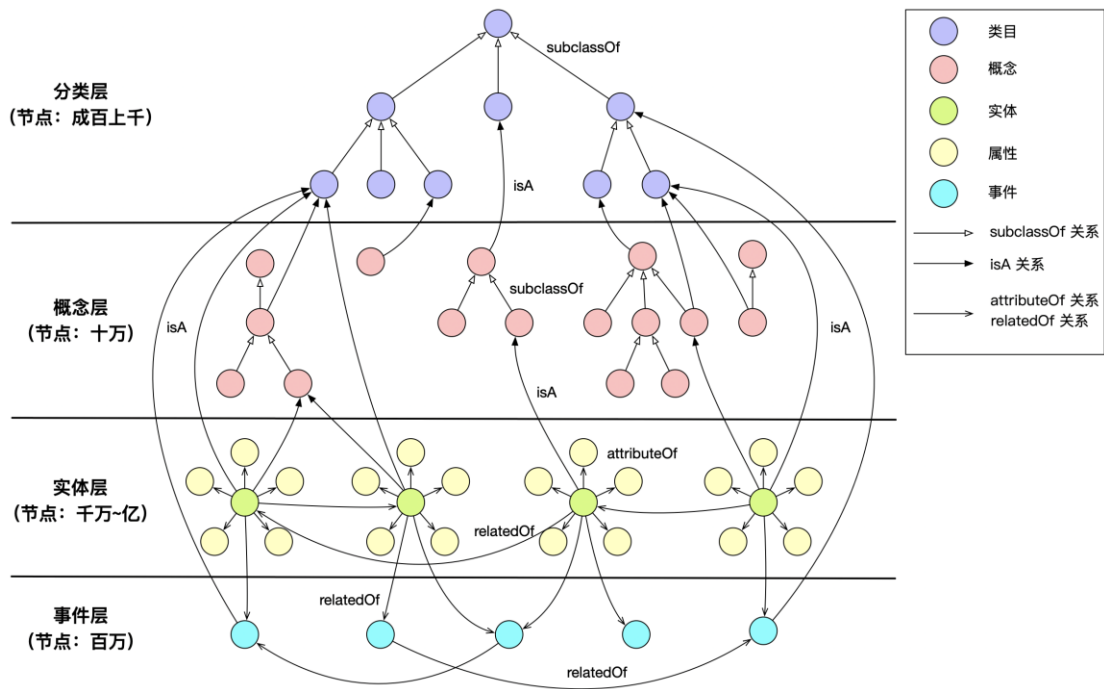 subclassOf
分类层
(节点：成百上千)
isA
概念层
(节点：十万)
isA
subclassOf
isA
isA
实体层
(节点：千万~亿)
attributeOf
relatedOf
事件层
(节点：百万)
relatedOf
relatedOf
类目
概念
实体
属性
事件
subclassOf 关系
isA 关系
attributeOf 关系
relatedOf 关系